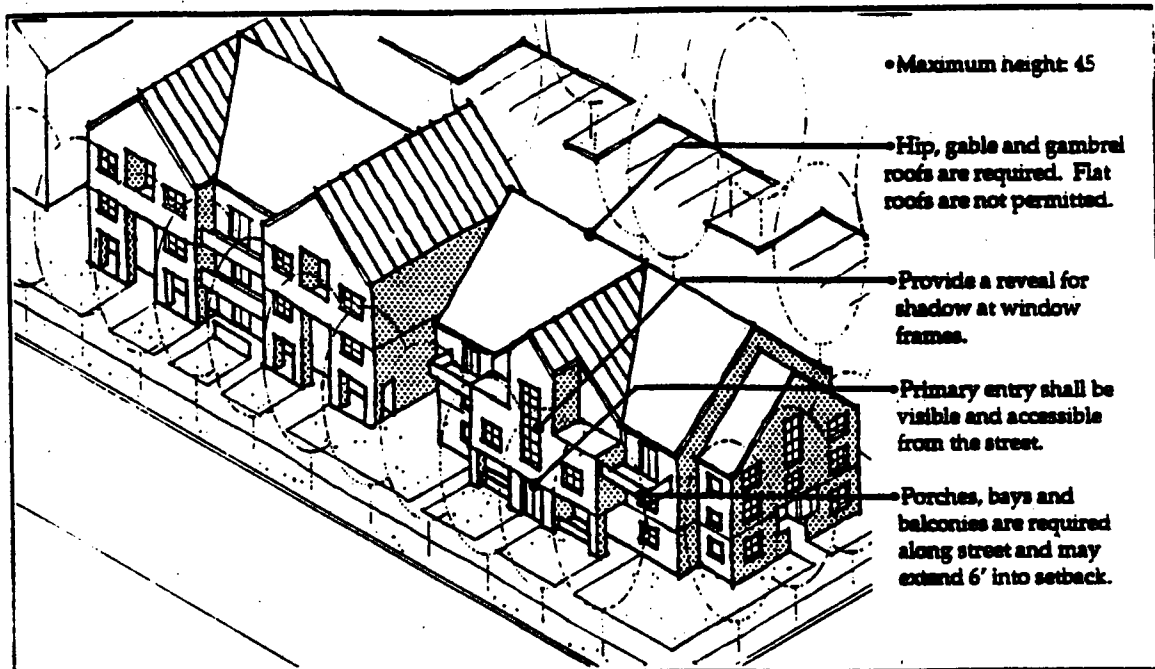 •Maximum height: 45
•Hip, gable and gambrel
roofs are required. Flat
roofs are not permitted.
•Provide a reveal for
shadow at window
frames.
•Primary entry shall be
visible and accessible
from the street.
•Porches, bays and
balconies are required
along street and may
extend 6' into setback.